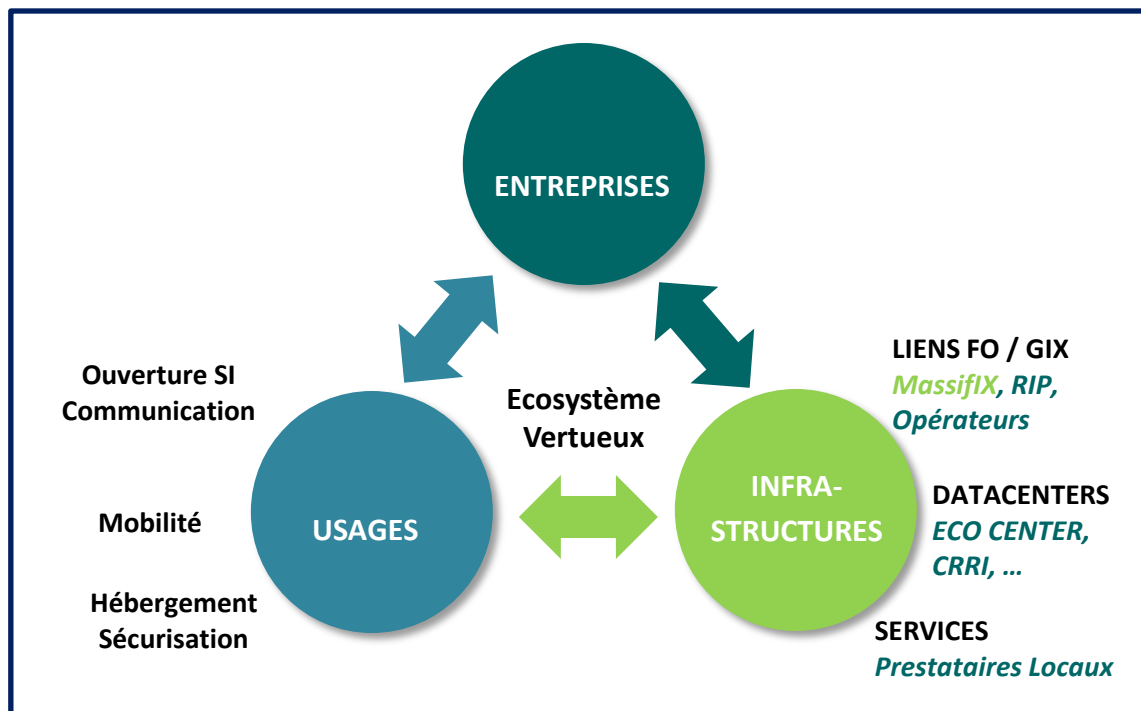 ENTREPRISES
Ouverture SI
Communication
Mobilité
Hébergement
Sécurisation
USAGES
Ecosystème
Vertueux
INFRA-
STRUCTURES
LIENS FO / GIX
MassifIX, RIP,
Opérateurs
DATACENTERS
ECO CENTER,
CRRI, ...
SERVICES
Prestataires Locaux